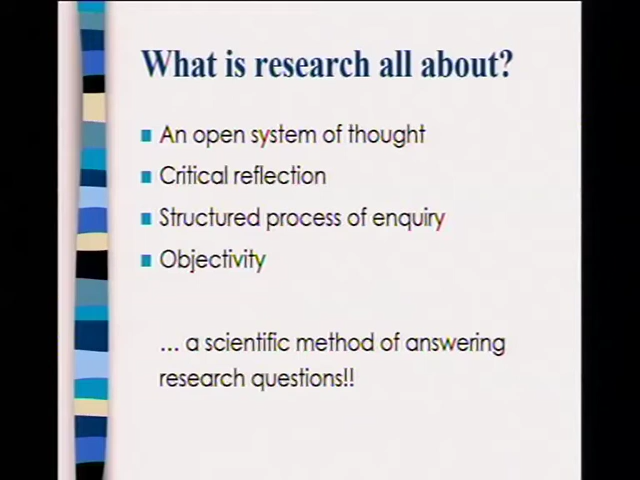 What is research all about?
An open system of thought
Critical reflection
Structured process of enquiry
Objectivity
... a scientific method of answering
research questions!!